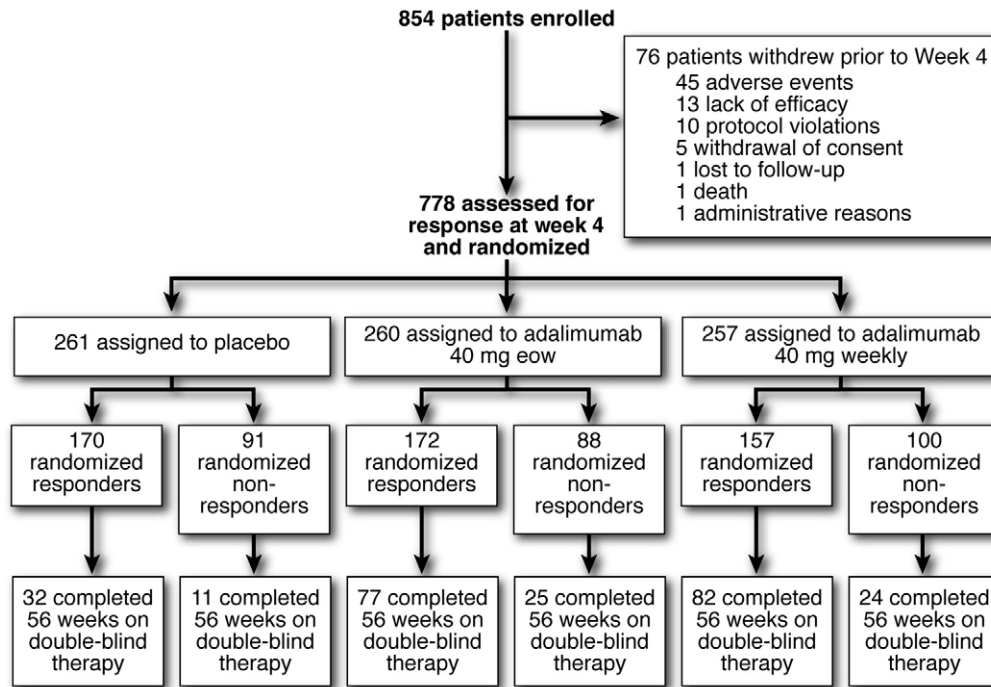 854 patients enrolled
76 patients withdrew prior to Week 4
45 adverse events
13 lack of efficacy
10 protocol violations
5 withdrawal of consent
1 lost to follow-up
1 death
1 administrative reasons
778 assessed for
response at week 4
and randomized
261 assigned to placebo
260 assigned to adalimumab
40 mg eow
257 assigned to adalimumab
40 mg weekly
170
randomized
responders
91
randomized
non-
responders
172
randomized
responders
88
randomized
non-
responders
157
randomized
responders
100
randomized
non-
responders
32 completed
56 weeks on
double-blind
therapy
11 completed
56 weeks on
double-blind
therapy
77 completed
56 weeks on
double-blind
therapy
25 completed
56 weeks on
double-blind
therapy
82 completed
56 weeks on
double-blind
therapy
24 completed
56 weeks on
double-blind
therapy